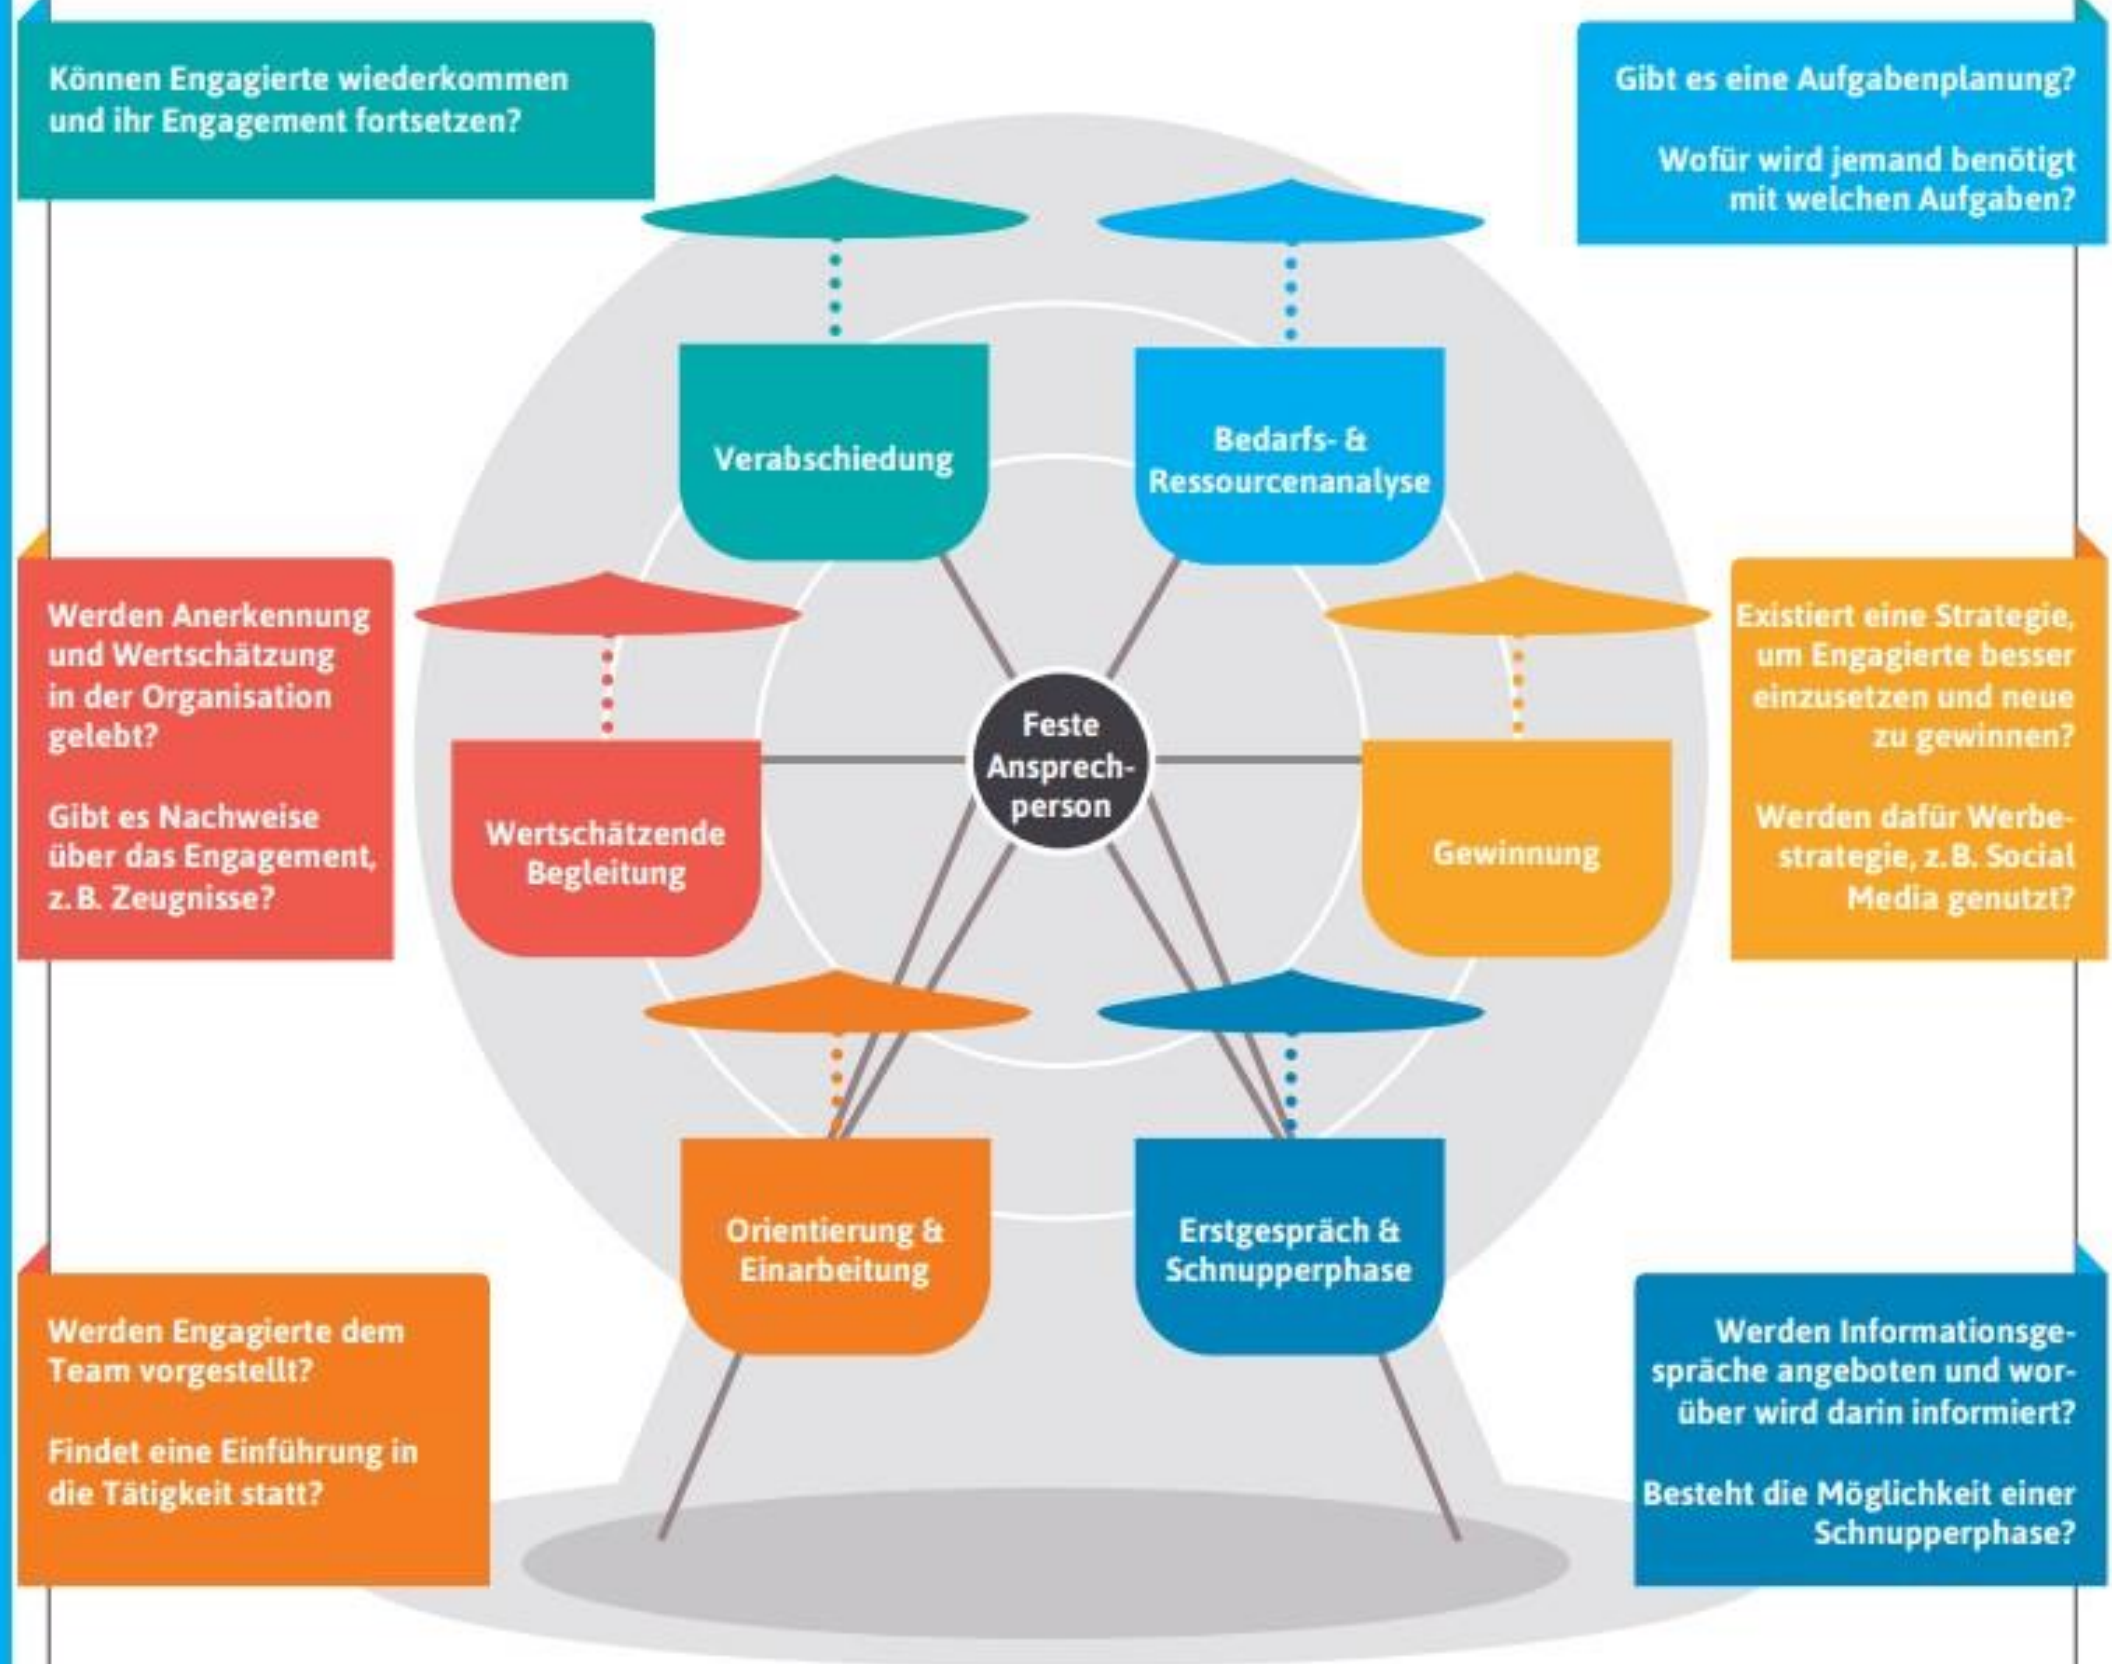 Können Engagierte wiederkommen
und ihr Engagement fortsetzen?
Gibt es eine Aufgabenplanung?
Wofür wird jemand benötigt
mit welchen Aufgaben?
Verabschiedung
Bedarfs- &
Ressourcenanalyse
Werden Anerkennung
und Wertschätzung
in der Organisation
gelebt?
Gibt es Nachweise
über das Engagement,
z.B. Zeugnisse?
Wertschätzende
Begleitung
Feste
Ansprech-
person
Gewinnung
Existiert eine Strategie,
um Engagierte besser
einzusetzen und neue
zu gewinnen?
Werden dafür Werbe-
strategie, z.B. Social
Media genutzt?
Orientierung &
Einarbeitung
Erstgespräch &
Schnupperphase
Werden Engagierte dem
Team vorgestellt?
Findet eine Einführung in
die Tätigkeit statt?
Werden Informationsge-
spräche angeboten und wor-
über wird darin informiert?
Besteht die Möglichkeit einer
Schnupperphase?